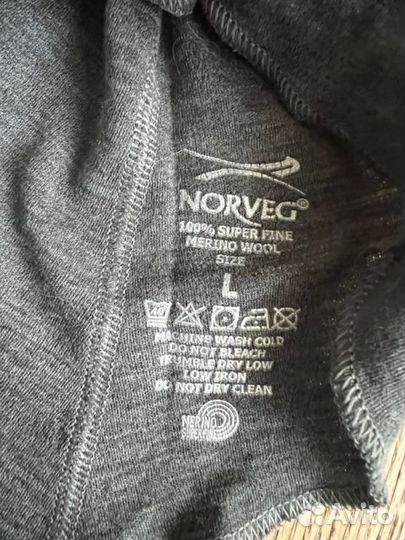 NORVEG®
100% SUPER FINE
MERINO WOOL
SIZE
L
MACHINE WASH COLD
DO NOT BLEACH
TUMBLE DRY LOW
LOW IRON
DO NOT DRY CLEAN
MERINO
Avito